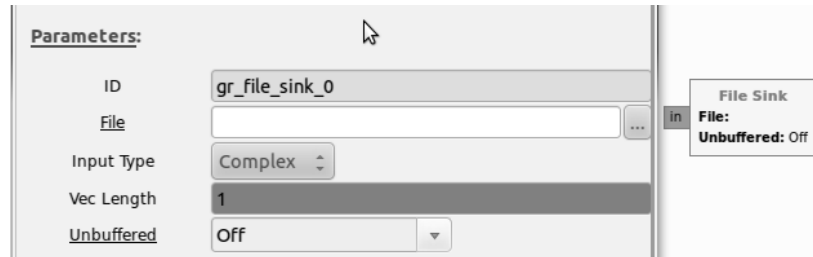 Parameters:
ID
gr_file_sink_0
File
...
Input Type
Complex
Vec Length
1
Unbuffered
Off
File Sink
in
File:
Unbuffered: Off